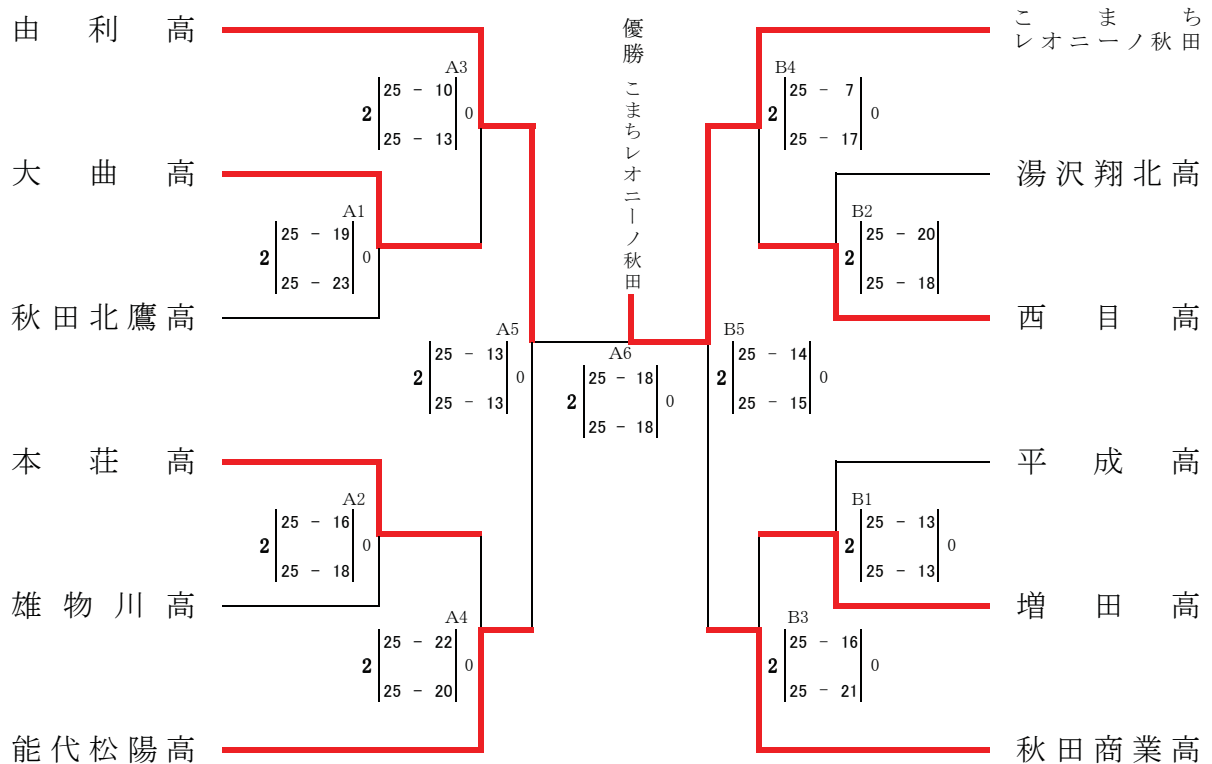 由利高
大曲高
秋田北鷹高
本荘高
雄物川高
能代松陽高
A3
2 25 - 10 0
25 - 13
A1
2 25 - 19 0
25 - 23
A5
2 25 - 13 0
25 - 13
A2
2 25 - 16 0
25 - 18
A4
2 25 - 22 0
25 - 20
優勝 こまちレオニーノ秋田
A6
2 25 - 18 0
25 - 18
B4
2 25 - 7 0
25 - 17
B2
2 25 - 20
25 - 18
B5
2 25 - 14 0
25 - 15
B1
2 25 - 13 0
25 - 13
B3
2 25 - 16 0
25 - 21
こまち
レオニーノ秋田
湯沢翔北高
西目高
平成高
増田高
秋田商業高